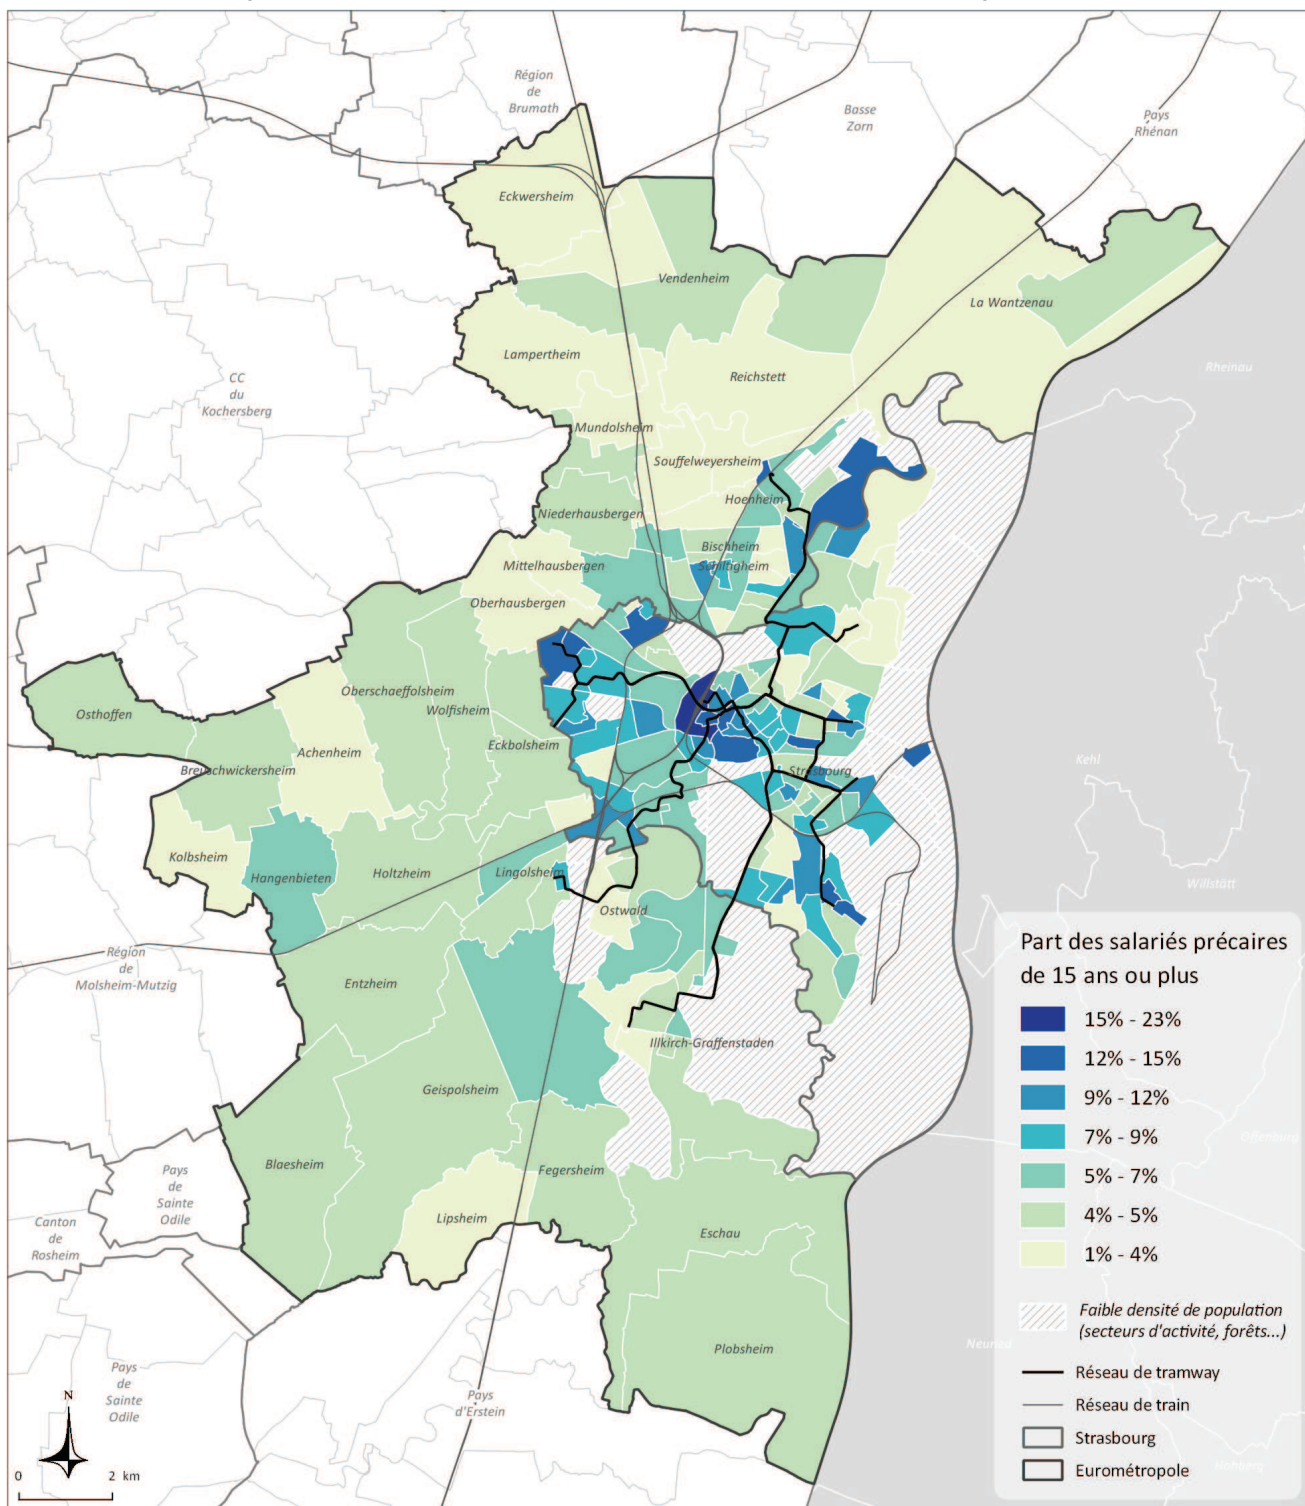 Région
de
Brumath
Basse
Zorn
Pays
Rhénan
Eckwersheim
Vendenheim
La Wantzenau
Lampertheim
Reichstett
Rheinau
CC
du
Kochersberg
Mundolsheim
Souffelweyersheim
Hoenheim
Niederhausbergen
Bischheim
Schiltigheim
Mittelhausbergen
Oberhausbergen
Oberschaeffolsheim
Wolfisheim
Osthoffen
Achenheim
Eckbolsheim
Breuschwickersheim
Strasbourg
Kehl
Kolbsheim
Hangenbieten
Holtzheim
Lingolsheim
Willstätt
Ostwald
Région
de
Molsheim-Mutzig
Entzheim
Illkirch-Graffenstaden
Geispolsheim
Blaesheim
Fegersheim
Pays
de
Sainte
Odile
Canton
de
Rosheim
Lipsheim
Eschau
Plobsheim
Pays
de
Sainte
Odile
Pays
d'Erstein
Part des salariés précaires
de 15 ans ou plus
15% - 23%
12% - 15%
9% - 12%
7% - 9%
5% - 7%
4% - 5%
1% - 4%
Offenburg
Faible densité de population
(secteurs d'activité, forêts...)
Neuried
Réseau de tramway
Réseau de train
Strasbourg
Eurométropole
Hohberg
N
0 2 km